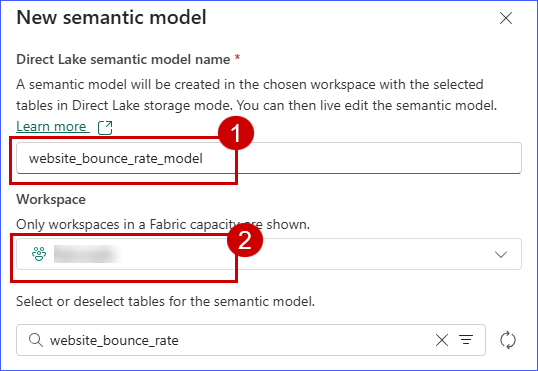 New semantic model
Direct Lake semantic model name *
A semantic model will be created in the chosen workspace with the selected
tables in Direct Lake storage mode. You can then live edit the semantic model.
Learn more
1
website_bounce_rate_model
Workspace
Only workspaces in a Fabric capacity are shown.
2
Select or deselect tables for the semantic model.
website_bounce_rate